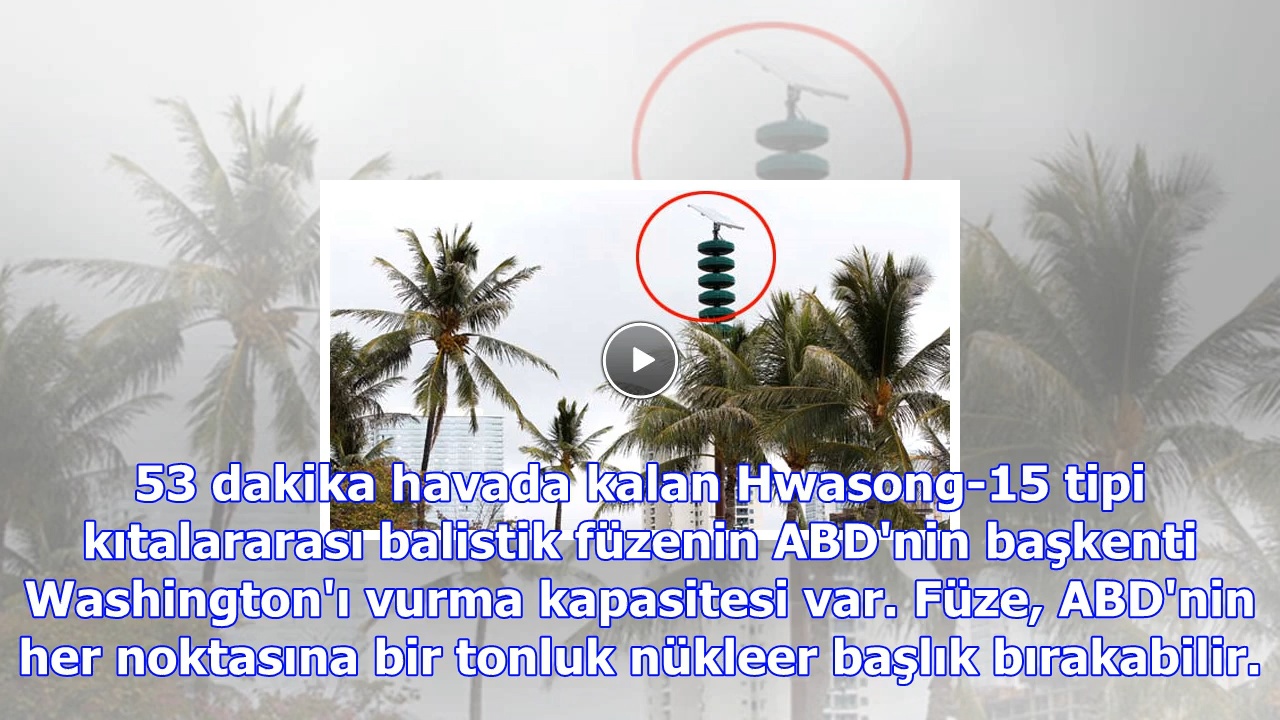 53 dakika havada kalan Hwasong-15 tipi
kıtalararası balistik füzenin ABD'nin başkenti
Washington'ı vurma kapasitesi var. Füze, ABD'nin
her noktasına bir tonluk nükleer başlık bırakabilir.